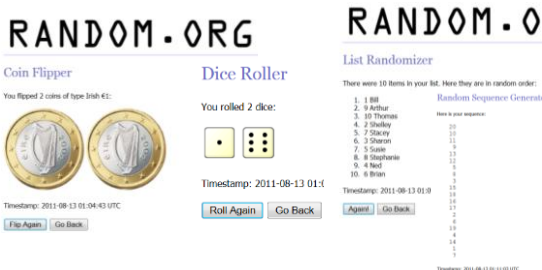 RANDOM.ORG
Coin Flipper
You flipped 2 coins of type Irish €1:
Timestamp: 2011-08-13 01:04:43 UTC
Flip Again
Go Back
Dice Roller
You rolled 2 dice:
Timestamp: 2011-08-13 01:0
Roll Again
Go Back
RANDOM.O
List Randomizer
There were 10 items in your list. Here they are in random order:
1. 1 Bill
2. 9 Arthur
3. 10 Thomas
4. 2 Shelley
5. 7 Stacey
6. 3 Sharon
7. 5 Susie
8. 8 Stephanie
9. 4 Ned
10. 6 Brian
Timestamp: 2011-08-13 01:0
Again!
Go Back
Random Sequence Generat
Here is your sequence: